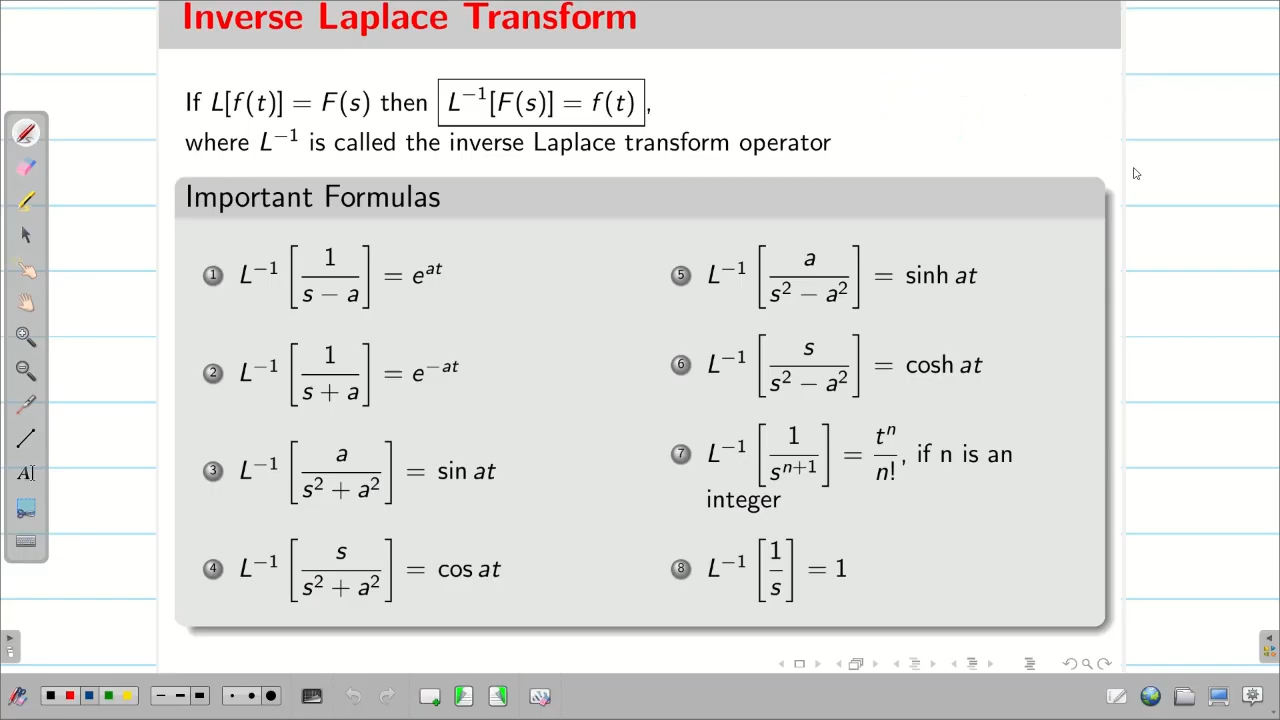 Inverse Laplace Transform
If L[f(t)] = F(s) then L⁻¹[F(s)] = f(t),
where L⁻¹ is called the inverse Laplace transform operator
Important Formulas
1 L⁻¹ [1/(s − a)] = e^{at}
2 L⁻¹ [1/(s + a)] = e^{−at}
3 L⁻¹ [a/(s² + a²)] = sin at
4 L⁻¹ [s/(s² + a²)] = cos at
5 L⁻¹ [a/(s² − a²)] = sinh at
6 L⁻¹ [s/(s² − a²)] = cosh at
7 L⁻¹ [1/s^{n+1}] = t^n/n!, if n is an
integer
8 L⁻¹ [1/s] = 1